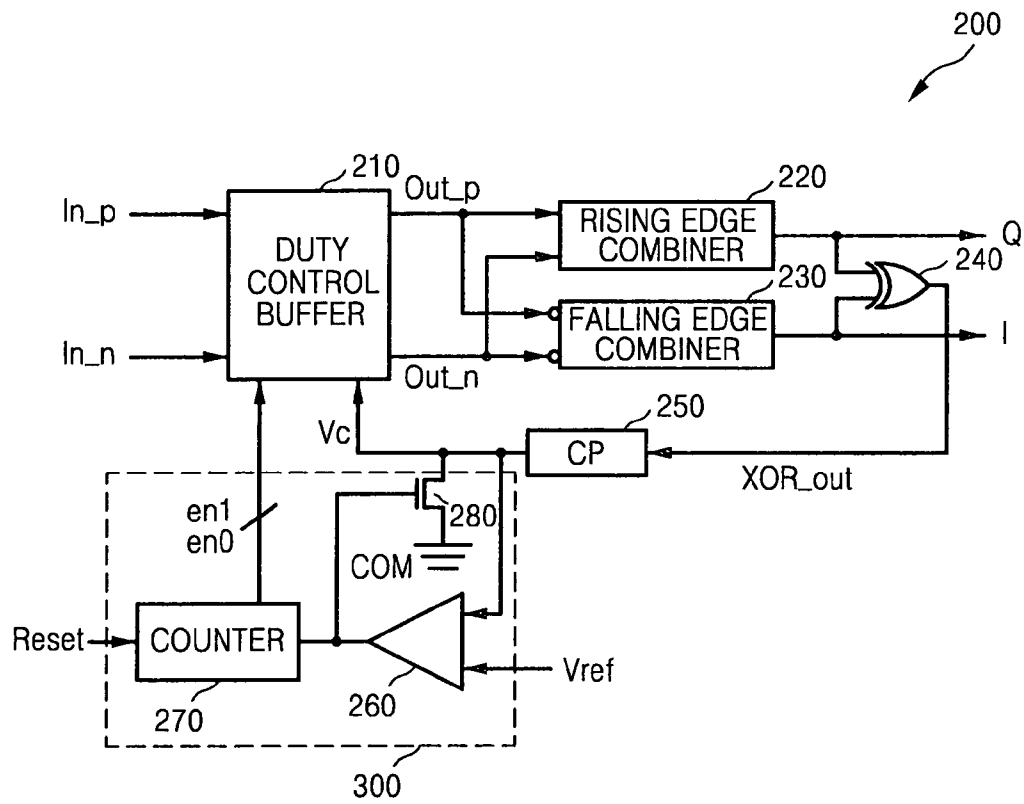 200
210
In_p
DUTY
CONTROL
BUFFER
Out_p
220
RISING EDGE
COMBINER
Q
240
230
FALLING EDGE
COMBINER
I
In_n
Out_n
250
Vc
CP
XOR_out
en1
en0
280
COM
Reset
COUNTER
Vref
270
260
300